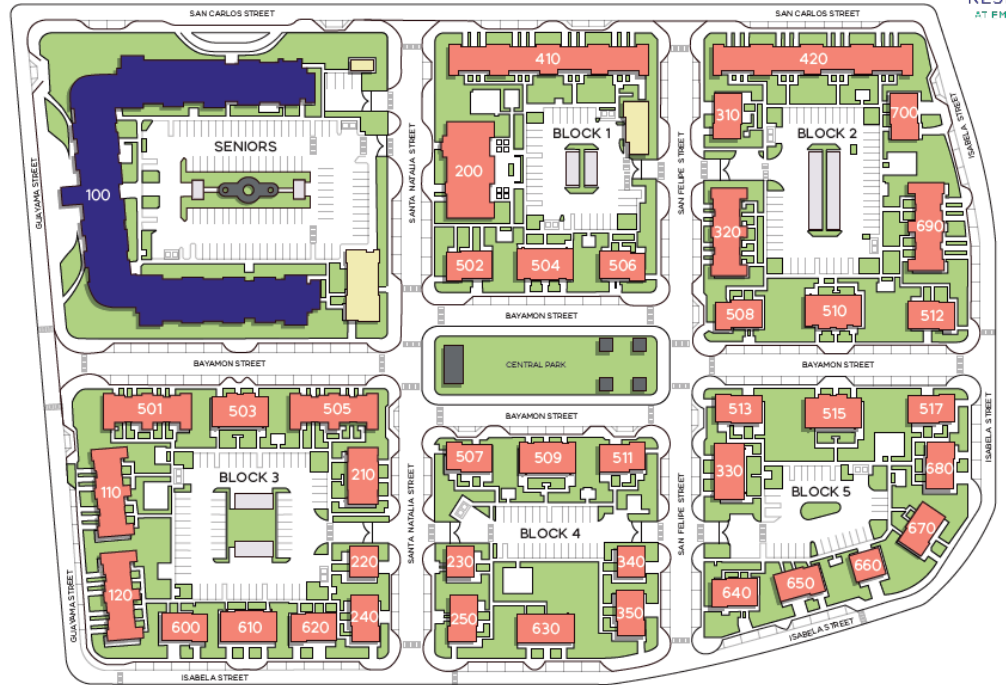 SAN CARLOS STREET
SAN CARLOS STREET
AT FM
410
420
310
700
ISABELA STREET
SENIORS
BLOCK 1
BLOCK 2
SANTA NATALIA STREET
200
SAN FELIPE STREET
GUAYAMA STREET
100
320
690
502
504
506
508
510
512
BAYAMON STREET
BAYAMON STREET
CENTRAL PARK
BAYAMON STREET
BAYAMON STREET
501
503
505
513
515
517
ISABELA STREET
507
509
511
110
BLOCK 3
210
330
680
SANTA NATALIA STREET
SAN FELIPE STREET
BLOCK 5
670
BLOCK 4
220
230
340
660
120
GUAYAMA STREET
650
640
600
610
620
240
250
630
350
ISABELA STREET
ISABELA STREET